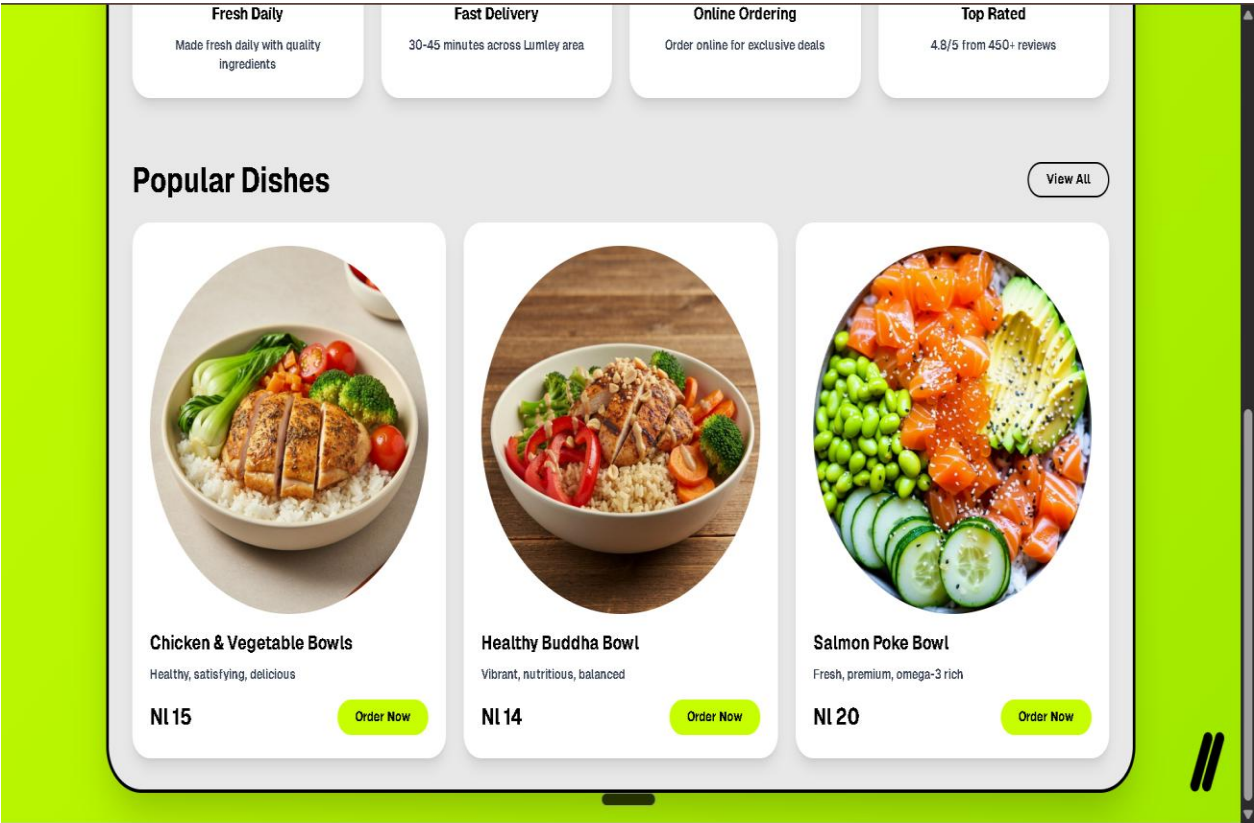 Fresh Daily
Made fresh daily with quality
ingredients
Fast Delivery
30-45 minutes across Lumley area
Online Ordering
Order online for exclusive deals
Top Rated
4.8/5 from 450+ reviews
Popular Dishes
View All
Chicken & Vegetable Bowls
Healthy, satisfying, delicious
Nl 15
Order Now
Healthy Buddha Bowl
Vibrant, nutritious, balanced
Nl 14
Order Now
Salmon Poke Bowl
Fresh, premium, omega-3 rich
Nl 20
Order Now